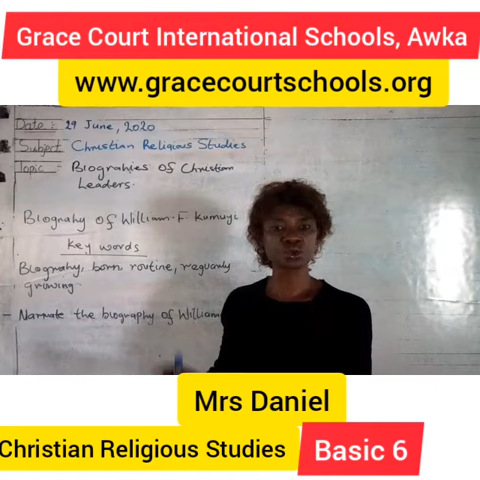 Grace Court International Schools, Awka
www.gracecourtschools.org
Date: 29 June, 2020
Subject Christian Religious Studies
Topic - Biograhies of Christian
Leaders.
Biograhy of William-F Kumuyi
Key words
Biograhy, born routine, reguarly
growing.
- Narrate the biography of William
Mrs Daniel
Christian Religious Studies
Basic 6